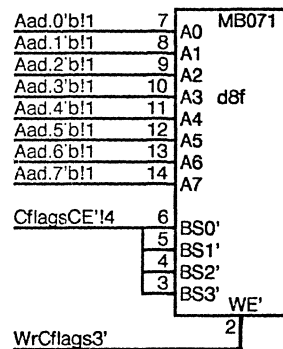 Aad.0'b!1 7 A0 MB071
Aad.1'b!1 8 A1
Aad.2'b!1 9 A2
Aad.3'b!1 10 A3 d8f
Aad.4'b!1 11 A4
Aad.5'b!1 12 A5
Aad.6'b!1 13 A6
Aad.7'b!1 14 A7
CflagsCE'!4 6 BS0'
5 BS1'
4 BS2'
3 BS3'
WE'
WrCflags3' 2